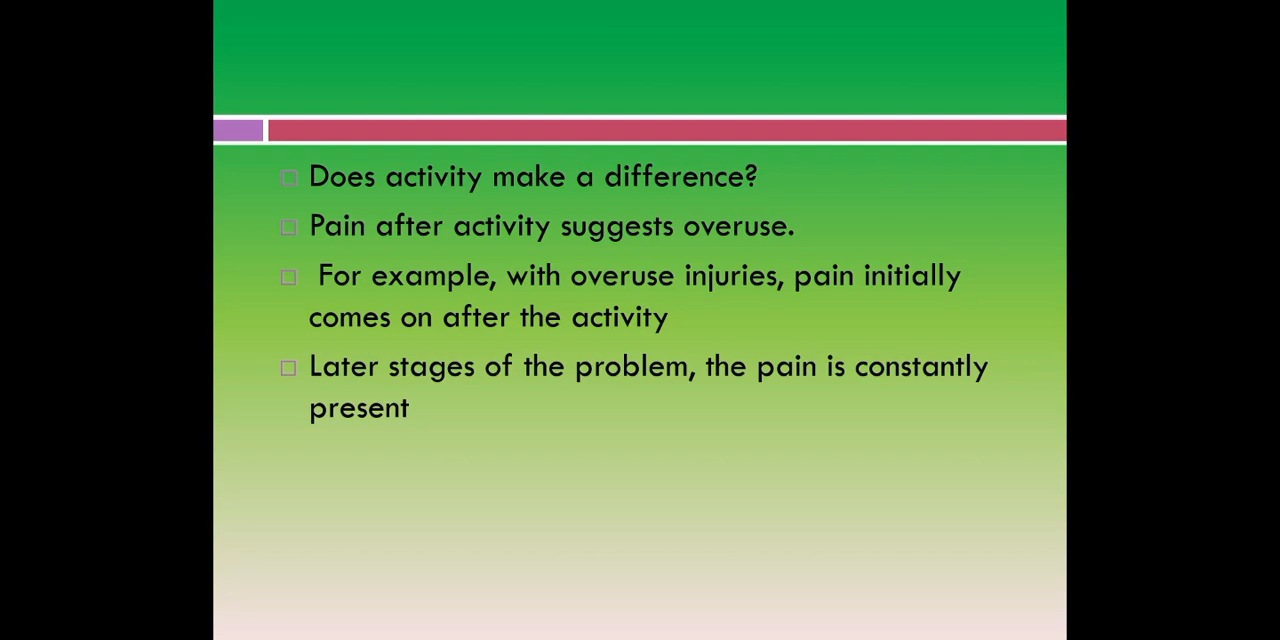 Does activity make a difference?
Pain after activity suggests overuse.
For example, with overuse injuries, pain initially
comes on after the activity
Later stages of the problem, the pain is constantly
present